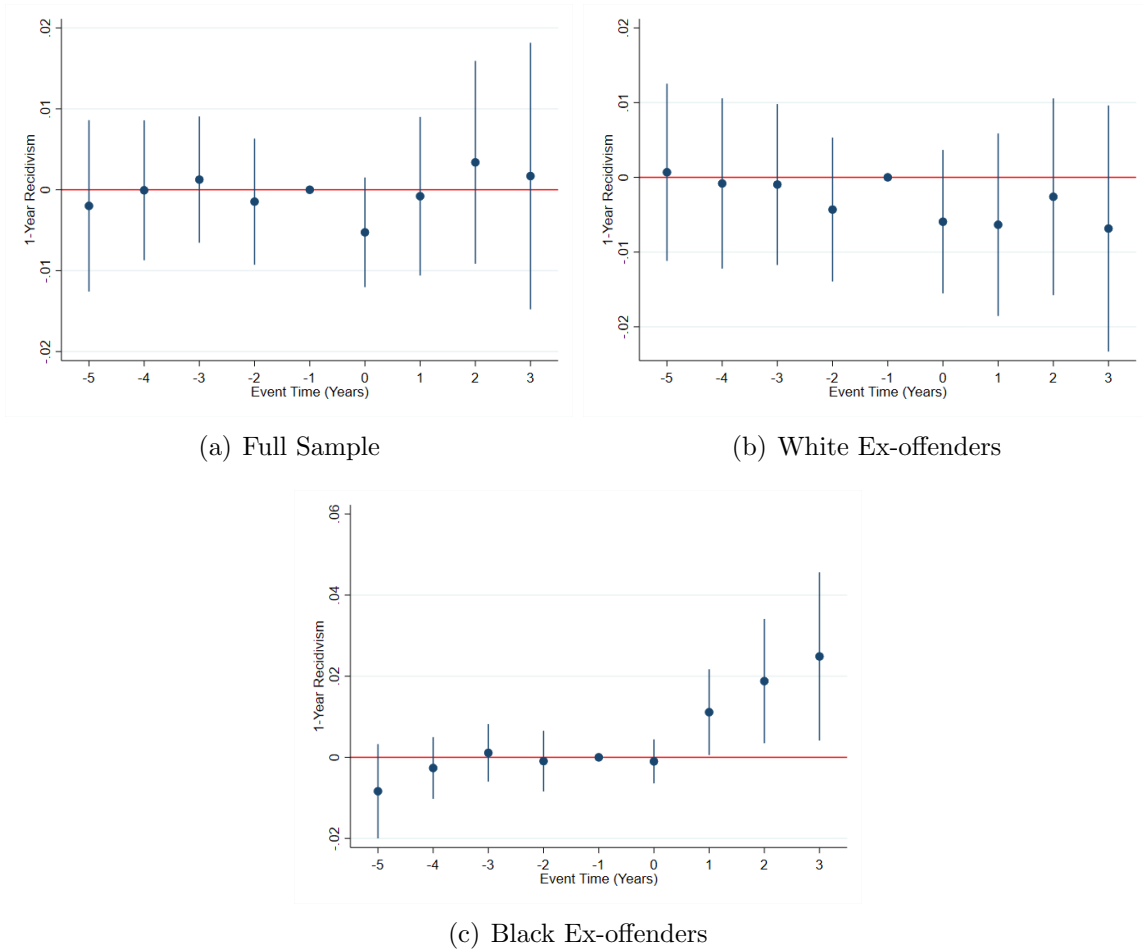 .02
.01
0
-.01
-.02
1-Year Recidivism
-5 -4 -3 -2 -1 0 1 2 3
Event Time (Years)
(a) Full Sample
.02
.01
0
-.01
-.02
1-Year Recidivism
-5 -4 -3 -2 -1 0 1 2 3
Event Time (Years)
(b) White Ex-offenders
.06
.04
.02
0
-.02
1-Year Recidivism
-5 -4 -3 -2 -1 0 1 2 3
Event Time (Years)
(c) Black Ex-offenders